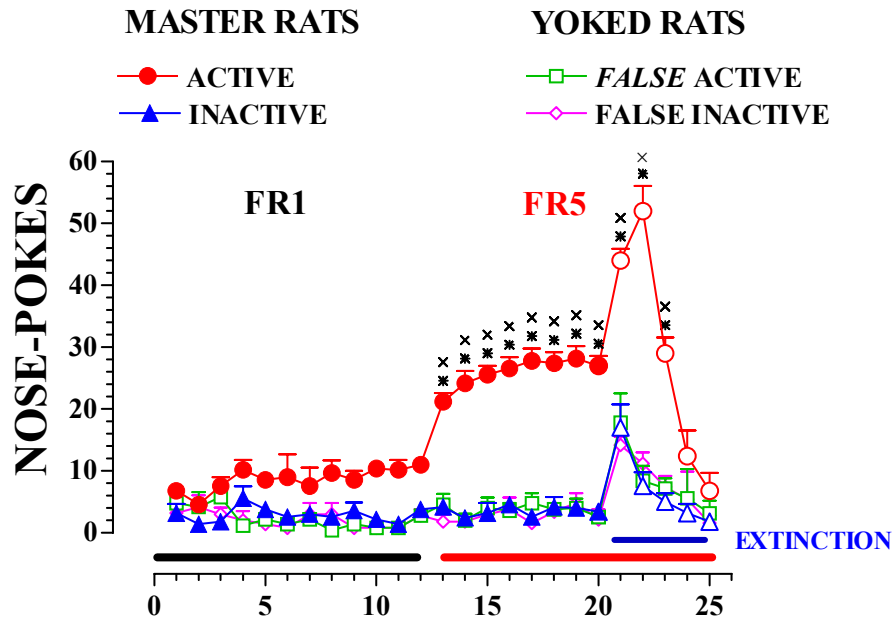 MASTER RATS YOKED RATS
ACTIVE FALSE ACTIVE
INACTIVE FALSE INACTIVE
60
FR1 FR5
50
40
30
20
10
0
NOSE-POKES
EXTINCTION
0 5 10 15 20 25